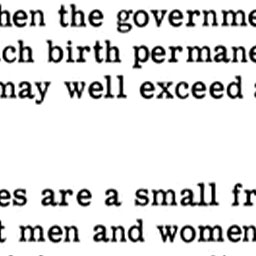 hen the governme
ch birth permane
may well exceed a
es are a small fr
t men and women